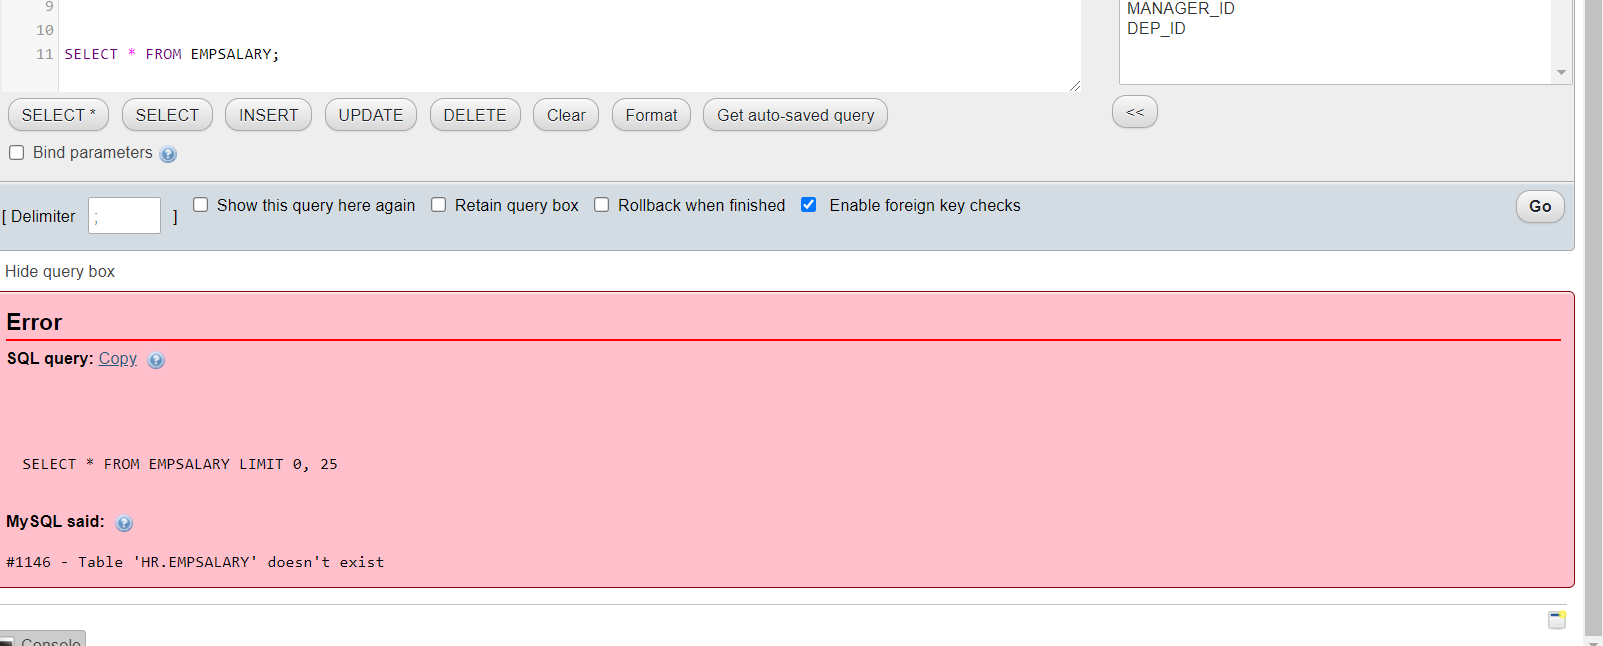 9
MANAGER_ID
10
DEP_ID
11 SELECT * FROM EMPSALARY;
SELECT * SELECT INSERT UPDATE DELETE Clear Format Get auto-saved query <<
Bind parameters
[ Delimiter ; ] Show this query here again Retain query box Rollback when finished Enable foreign key checks Go
Hide query box
Error
SQL query: Copy
SELECT * FROM EMPSALARY LIMIT 0, 25
MySQL said:
#1146 - Table 'HR.EMPSALARY' doesn't exist
Console